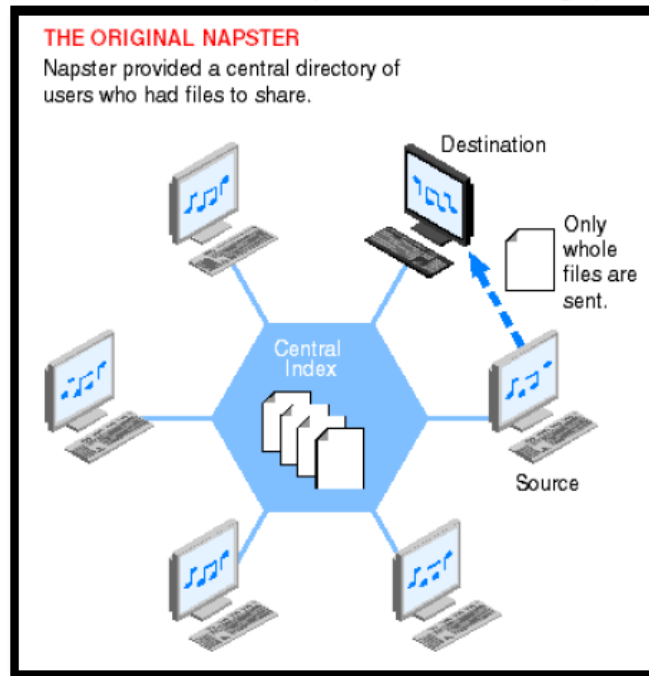 THE ORIGINAL NAPSTER
Napster provided a central directory of
users who had files to share.
Destination
Only
whole
files are
sent.
Central
Index
Source